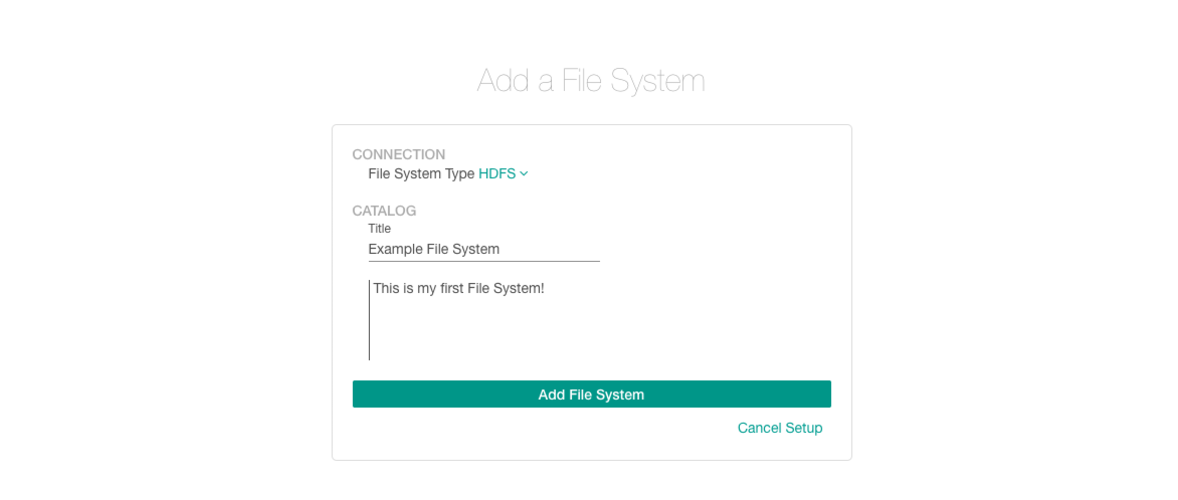 Add a File System
CONNECTION
File System Type HDFS
CATALOG
Title
Example File System
This is my first File System!
Add File System
Cancel Setup